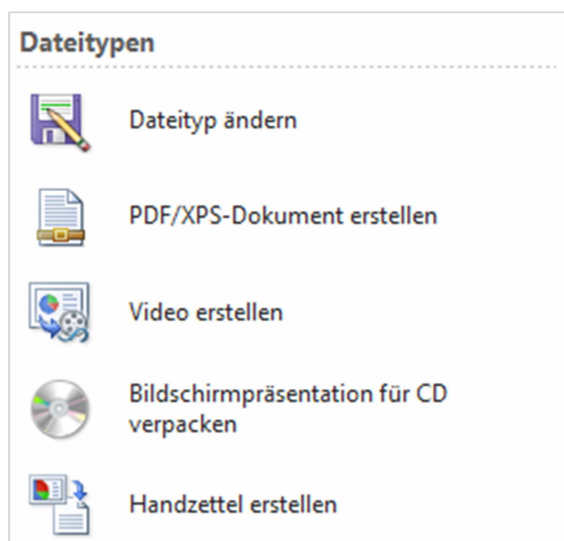 Dateitypen
Dateityp ändern
PDF/XPS-Dokument erstellen
Video erstellen
Bildschirmpräsentation für CD
verpacken
Handzettel erstellen